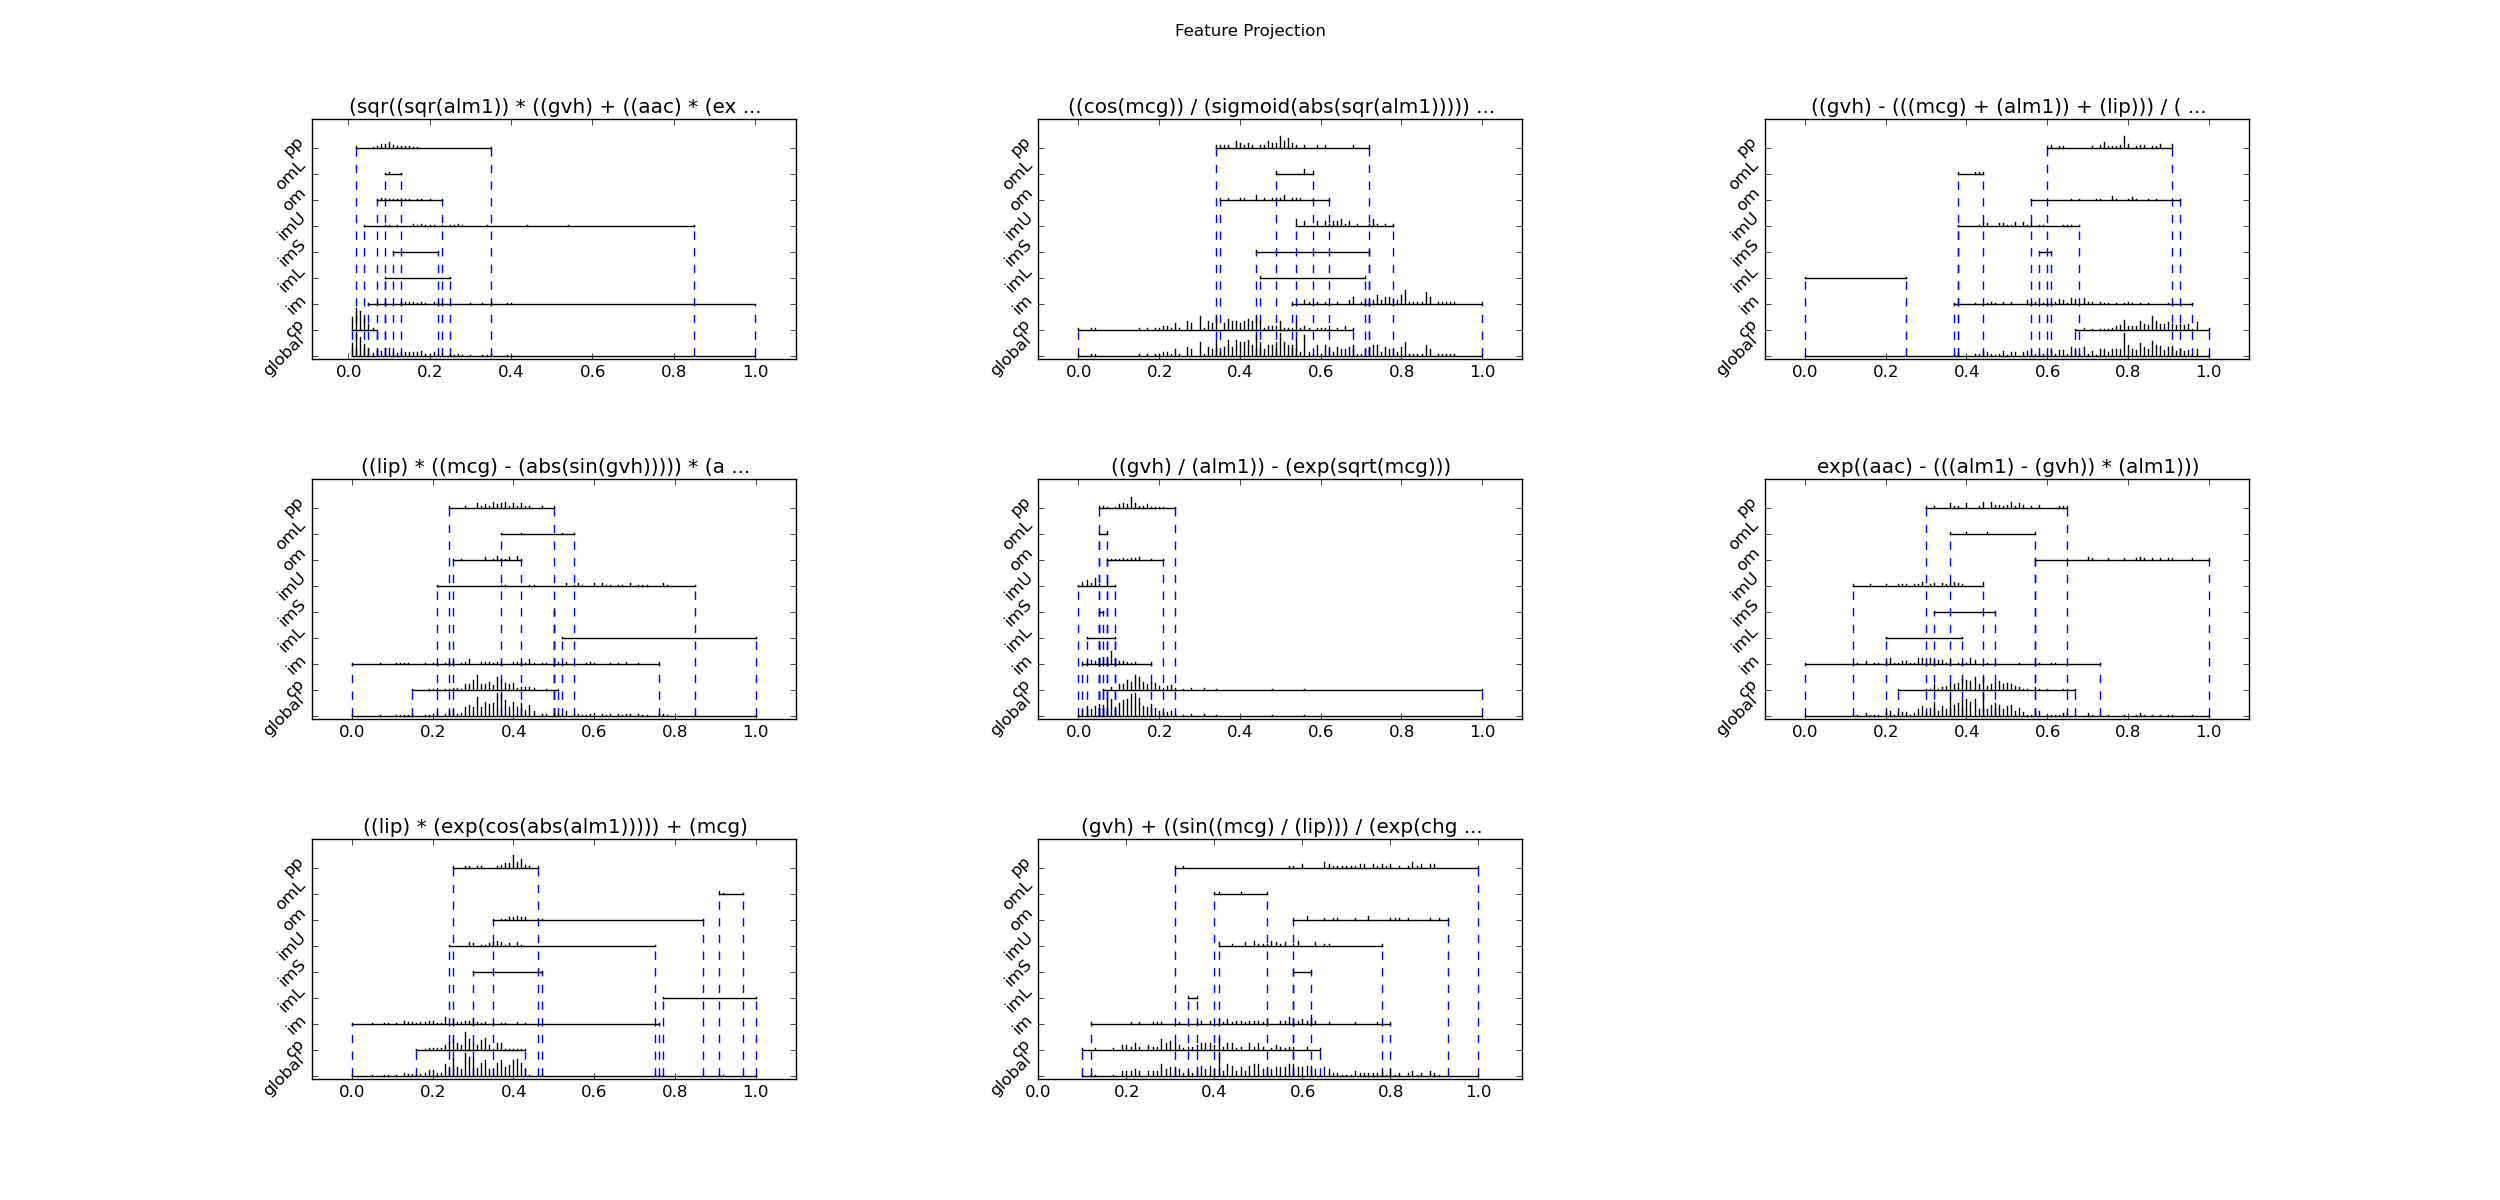 Feature Projection
(sqr((sqr(alm1)) * ((gvh) + ((aac) * (ex ...
pp
omL
om
imU
imS
imL
im
cp
global
0.0 0.2 0.4 0.6 0.8 1.0
((cos(mcg)) / (sigmoid(abs(sqr(alm1))))) ...
pp
omL
om
imU
imS
imL
im
cp
global
0.0 0.2 0.4 0.6 0.8 1.0
((gvh) - (((mcg) + (alm1)) + (lip))) / ( ...
pp
omL
om
imU
imS
imL
im
cp
global
0.0 0.2 0.4 0.6 0.8 1.0
((lip) * ((mcg) - (abs(sin(gvh))))) * (a ...
pp
omL
om
imU
imS
imL
im
cp
global
0.0 0.2 0.4 0.6 0.8 1.0
((gvh) / (alm1)) - (exp(sqrt(mcg)))
pp
omL
om
imU
imS
imL
im
cp
global
0.0 0.2 0.4 0.6 0.8 1.0
exp((aac) - (((alm1) - (gvh)) * (alm1)))
pp
omL
om
imU
imS
imL
im
cp
global
0.0 0.2 0.4 0.6 0.8 1.0
((lip) * (exp(cos(abs(alm1))))) + (mcg)
pp
omL
om
imU
imS
imL
im
cp
global
0.0 0.2 0.4 0.6 0.8 1.0
(gvh) + ((sin((mcg) / (lip))) / (exp(chg ...
pp
omL
om
imU
imS
imL
im
cp
global
0.0 0.2 0.4 0.6 0.8 1.0